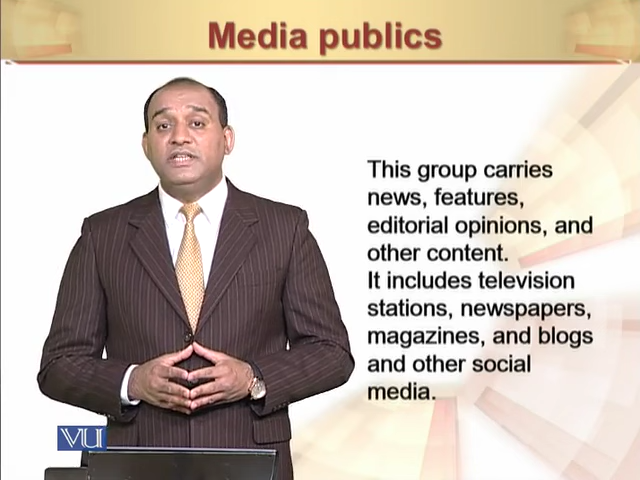 Media publics
This group carries
news, features,
editorial opinions, and
other content.
It includes television
stations, newspapers,
magazines, and blogs
and other social
media.
VU